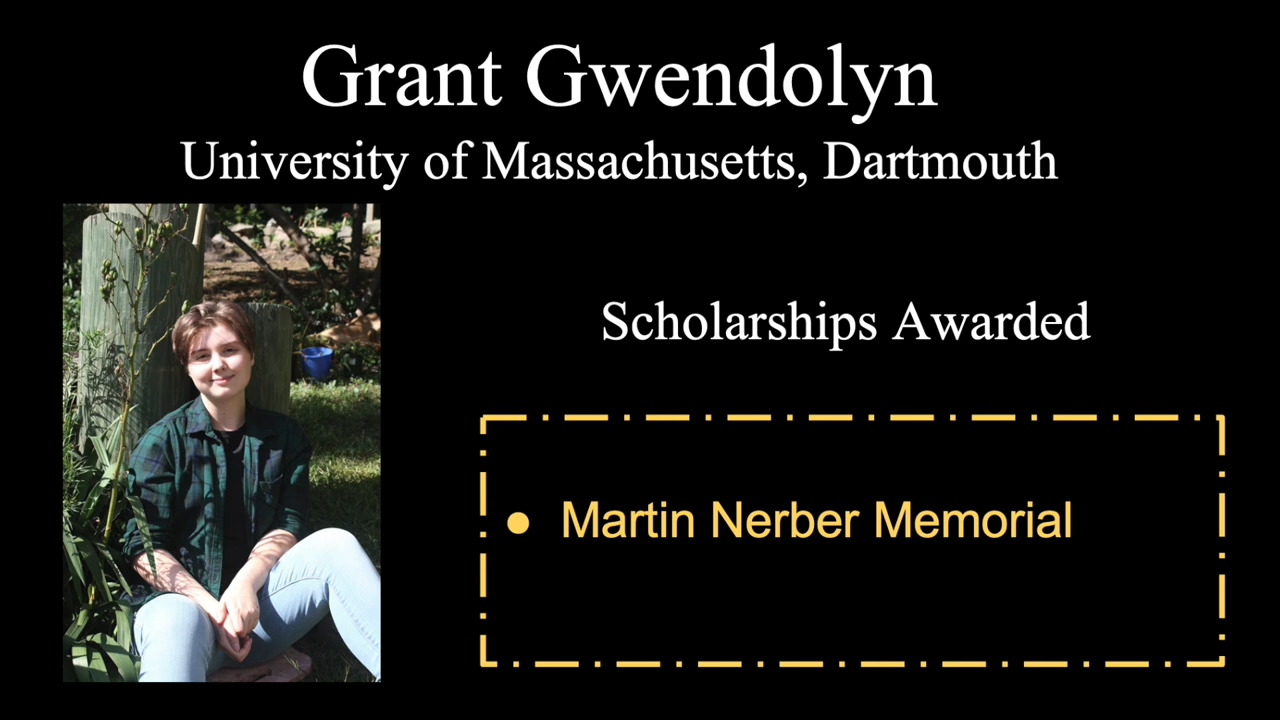 Grant Gwendolyn
University of Massachusetts, Dartmouth
Scholarships Awarded
● Martin Nerber Memorial